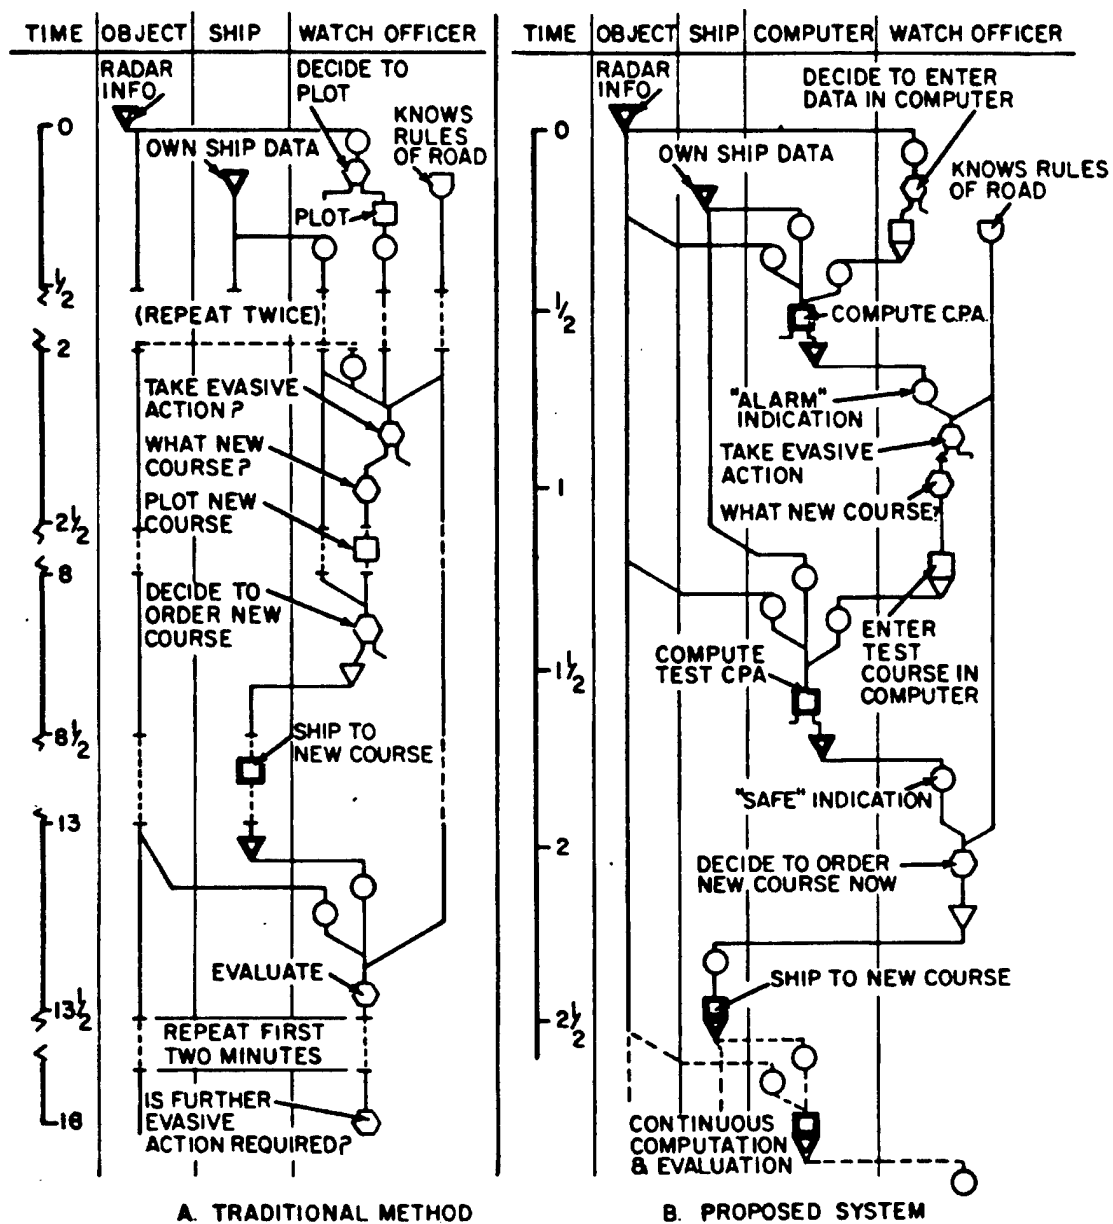 TIME OBJECT SHIP WATCH OFFICER
RADAR
INFO
DECIDE TO
PLOT
KNOWS
RULES
OF ROAD
0
OWN SHIP DATA
PLOT
1/2
(REPEAT TWICE)
2
TAKE EVASIVE
ACTION?
WHAT NEW
COURSE?
PLOT NEW
COURSE
2 1/2
8
DECIDE TO
ORDER NEW
COURSE
8 1/2
SHIP TO
NEW COURSE
13
EVALUATE
13 1/2
REPEAT FIRST
TWO MINUTES
IS FURTHER
EVASIVE
ACTION REQUIRED?
16
A. TRADITIONAL METHOD
TIME OBJECT SHIP COMPUTER WATCH OFFICER
RADAR
INFO
DECIDE TO ENTER
DATA IN COMPUTER
0
OWN SHIP DATA
KNOWS RULES
OF ROAD
1/2
COMPUTE C.P.A.
"ALARM"
INDICATION
TAKE EVASIVE
ACTION
1
WHAT NEW COURSE?
ENTER
TEST
COURSE IN
COMPUTER
COMPUTE
TEST CPA
1 1/2
"SAFE" INDICATION
2
DECIDE TO ORDER
NEW COURSE NOW
SHIP TO NEW COURSE
2 1/2
CONTINUOUS
COMPUTATION
& EVALUATION
B. PROPOSED SYSTEM